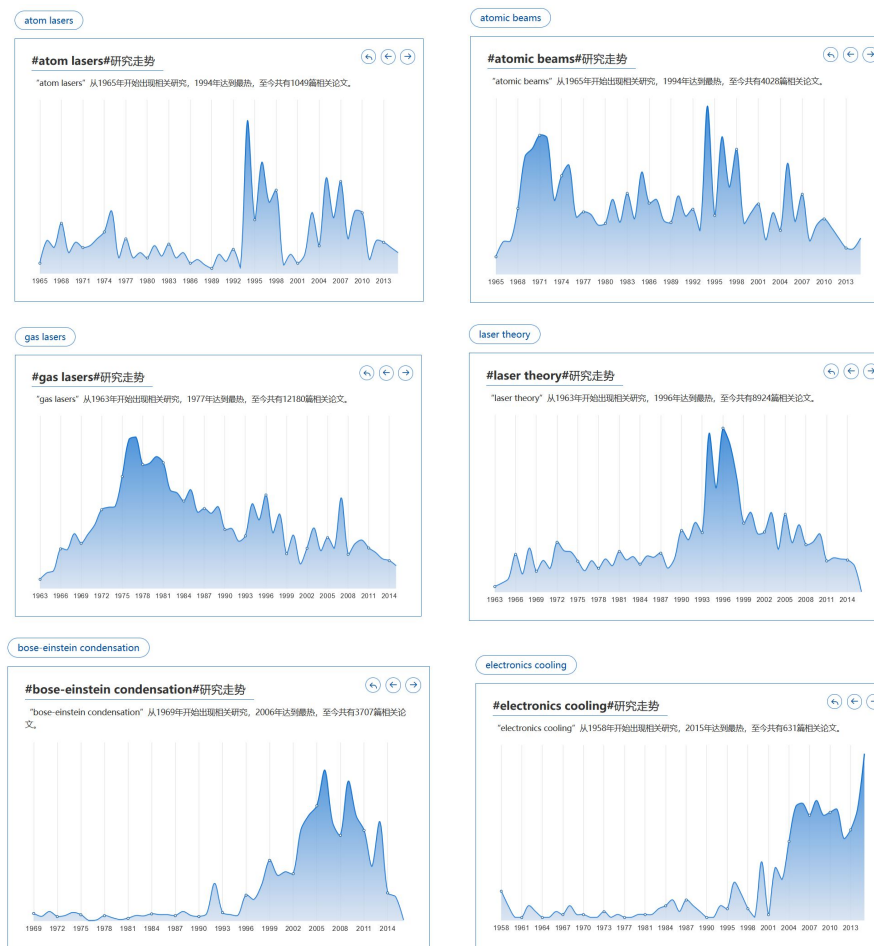 atom lasers
#atom lasers#研究走势
“atom lasers”从1965年开始出现相关研究，1994年达到最热，至今共有1049篇相关论文。
1965 1968 1971 1974 1977 1980 1983 1986 1989 1992 1995 1998 2001 2004 2007 2010 2013
atomic beams
#atomic beams#研究走势
“atomic beams”从1965年开始出现相关研究，1994年达到最热，至今共有4028篇相关论文。
1965 1968 1971 1974 1977 1980 1983 1986 1989 1992 1995 1998 2001 2004 2007 2010 2013
gas lasers
#gas lasers#研究走势
“gas lasers”从1963年开始出现相关研究，1977年达到最热，至今共有12180篇相关论文。
1963 1966 1969 1972 1975 1978 1981 1984 1987 1990 1993 1996 1999 2002 2005 2008 2011 2014
laser theory
#laser theory#研究走势
“laser theory”从1963年开始出现相关研究，1996年达到最热，至今共有8924篇相关论文。
1963 1966 1969 1972 1975 1978 1981 1984 1987 1990 1993 1996 1999 2002 2005 2008 2011 2014
bose-einstein condensation
#bose-einstein condensation#研究走势
“bose-einstein condensation”从1969年开始出现相关研究，2006年达到最热，至今共有3707篇相关论
文。
1969 1972 1975 1978 1981 1984 1987 1990 1993 1996 1999 2002 2005 2008 2011 2014
electronics cooling
#electronics cooling#研究走势
“electronics cooling”从1958年开始出现相关研究，2015年达到最热，至今共有631篇相关论文。
1958 1961 1964 1967 1970 1973 1977 1981 1984 1987 1990 1995 1998 2001 2004 2007 2010 2013